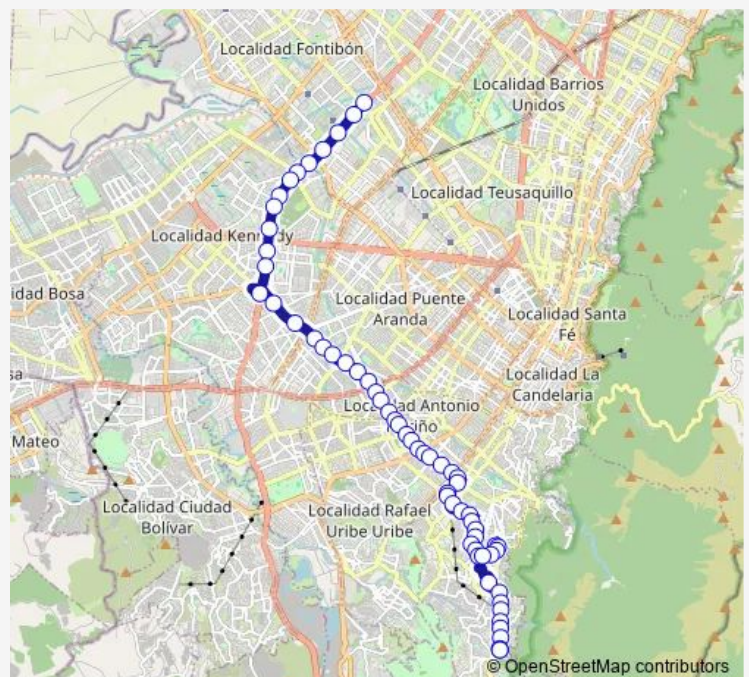 Localidad Fontibón
Localidad Barrios
Unidos
Localidad Teusaquillo
Localidad Kennedy
idad Bosa
Localidad Puente
Aranda
Localidad Santa
Fé
sa
Localidad La
Candelaria
Mateo
Localidad Ciudad
Bolívar
Localidad Rafael
Uribe Uribe
© OpenStreetMap contributors